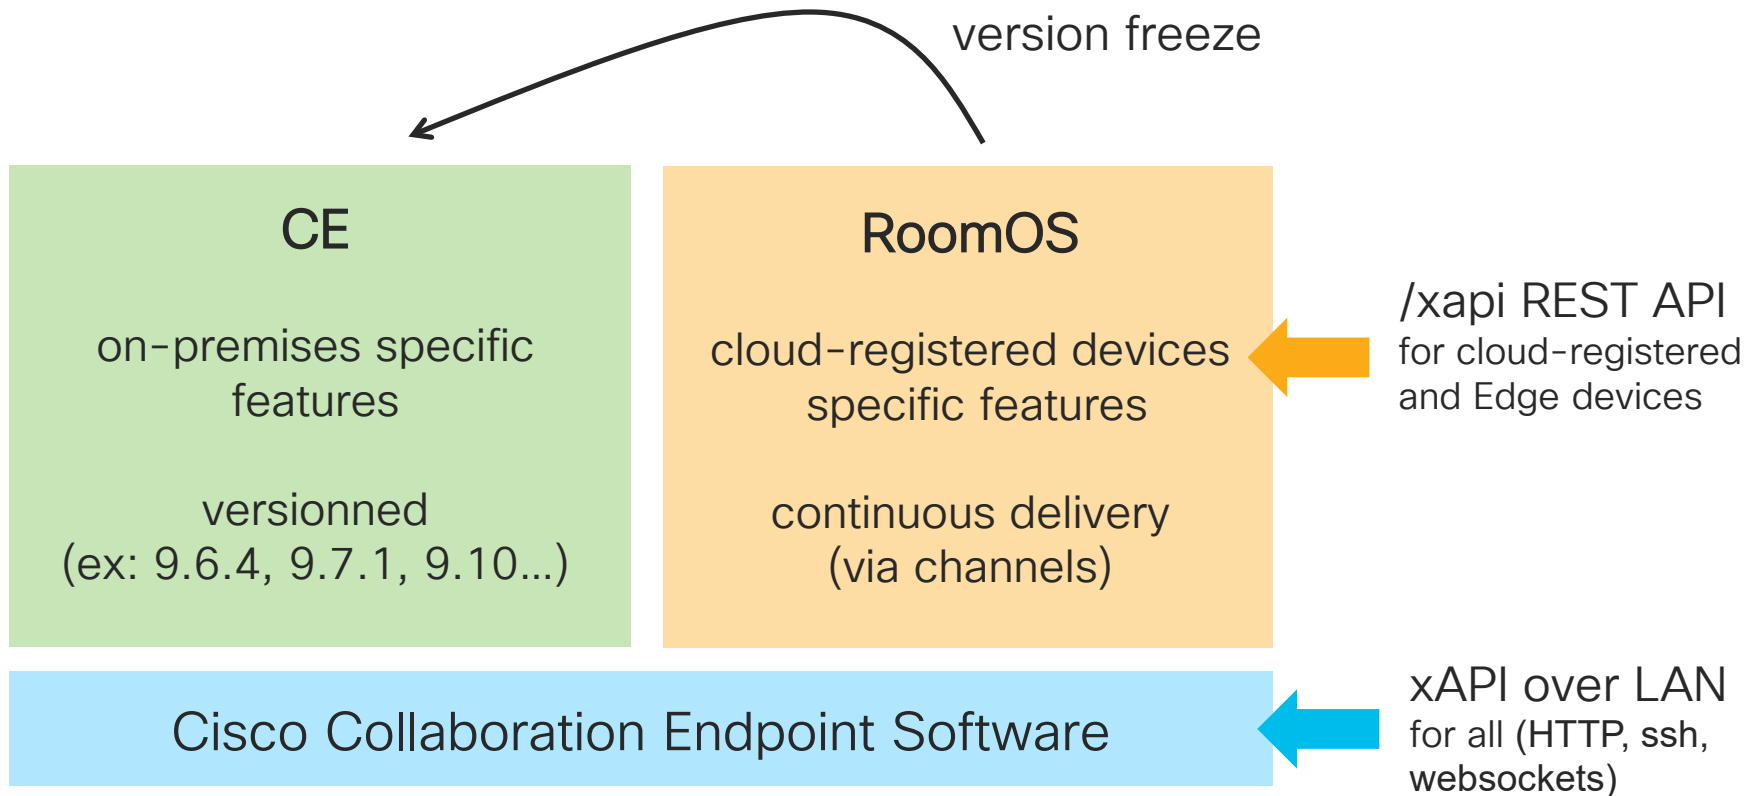 version freeze
CE
on-premises specific
features
versionned
(ex: 9.6.4, 9.7.1, 9.10...)
RoomOS
cloud-registered devices
specific features
continuous delivery
(via channels)
/xapi REST API
for cloud-registered
and Edge devices
Cisco Collaboration Endpoint Software
xAPI over LAN
for all (HTTP, ssh,
websockets)